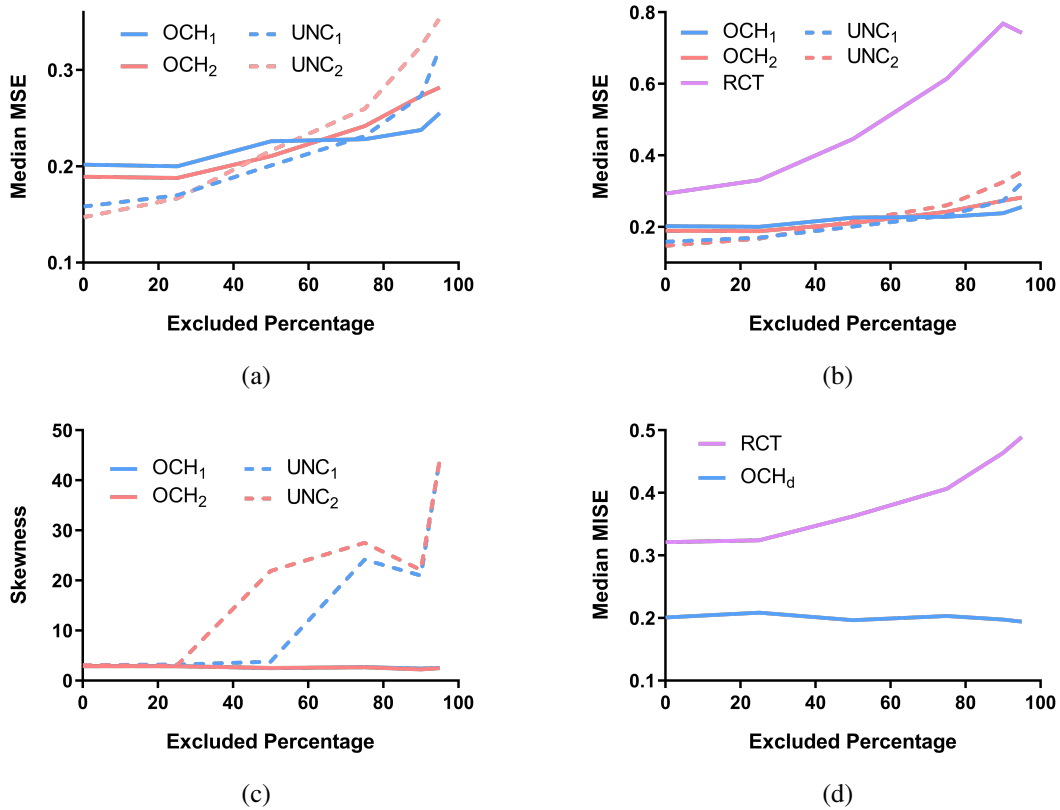 OCH₁ UNC₁
OCH₂ UNC₂
Median MSE
0.3
0.2
0.1
0 20 40 60 80 100
Excluded Percentage
(a)
OCH₁ UNC₁
OCH₂ UNC₂
RCT
Median MSE
0.8
0.6
0.4
0.2
0 20 40 60 80 100
Excluded Percentage
(b)
OCH₁ UNC₁
OCH₂ UNC₂
Skewness
50
40
30
20
10
0
0 20 40 60 80 100
Excluded Percentage
(c)
RCT
OCH_d
Median MISE
0.5
0.4
0.3
0.2
0.1
0 20 40 60 80 100
Excluded Percentage
(d)